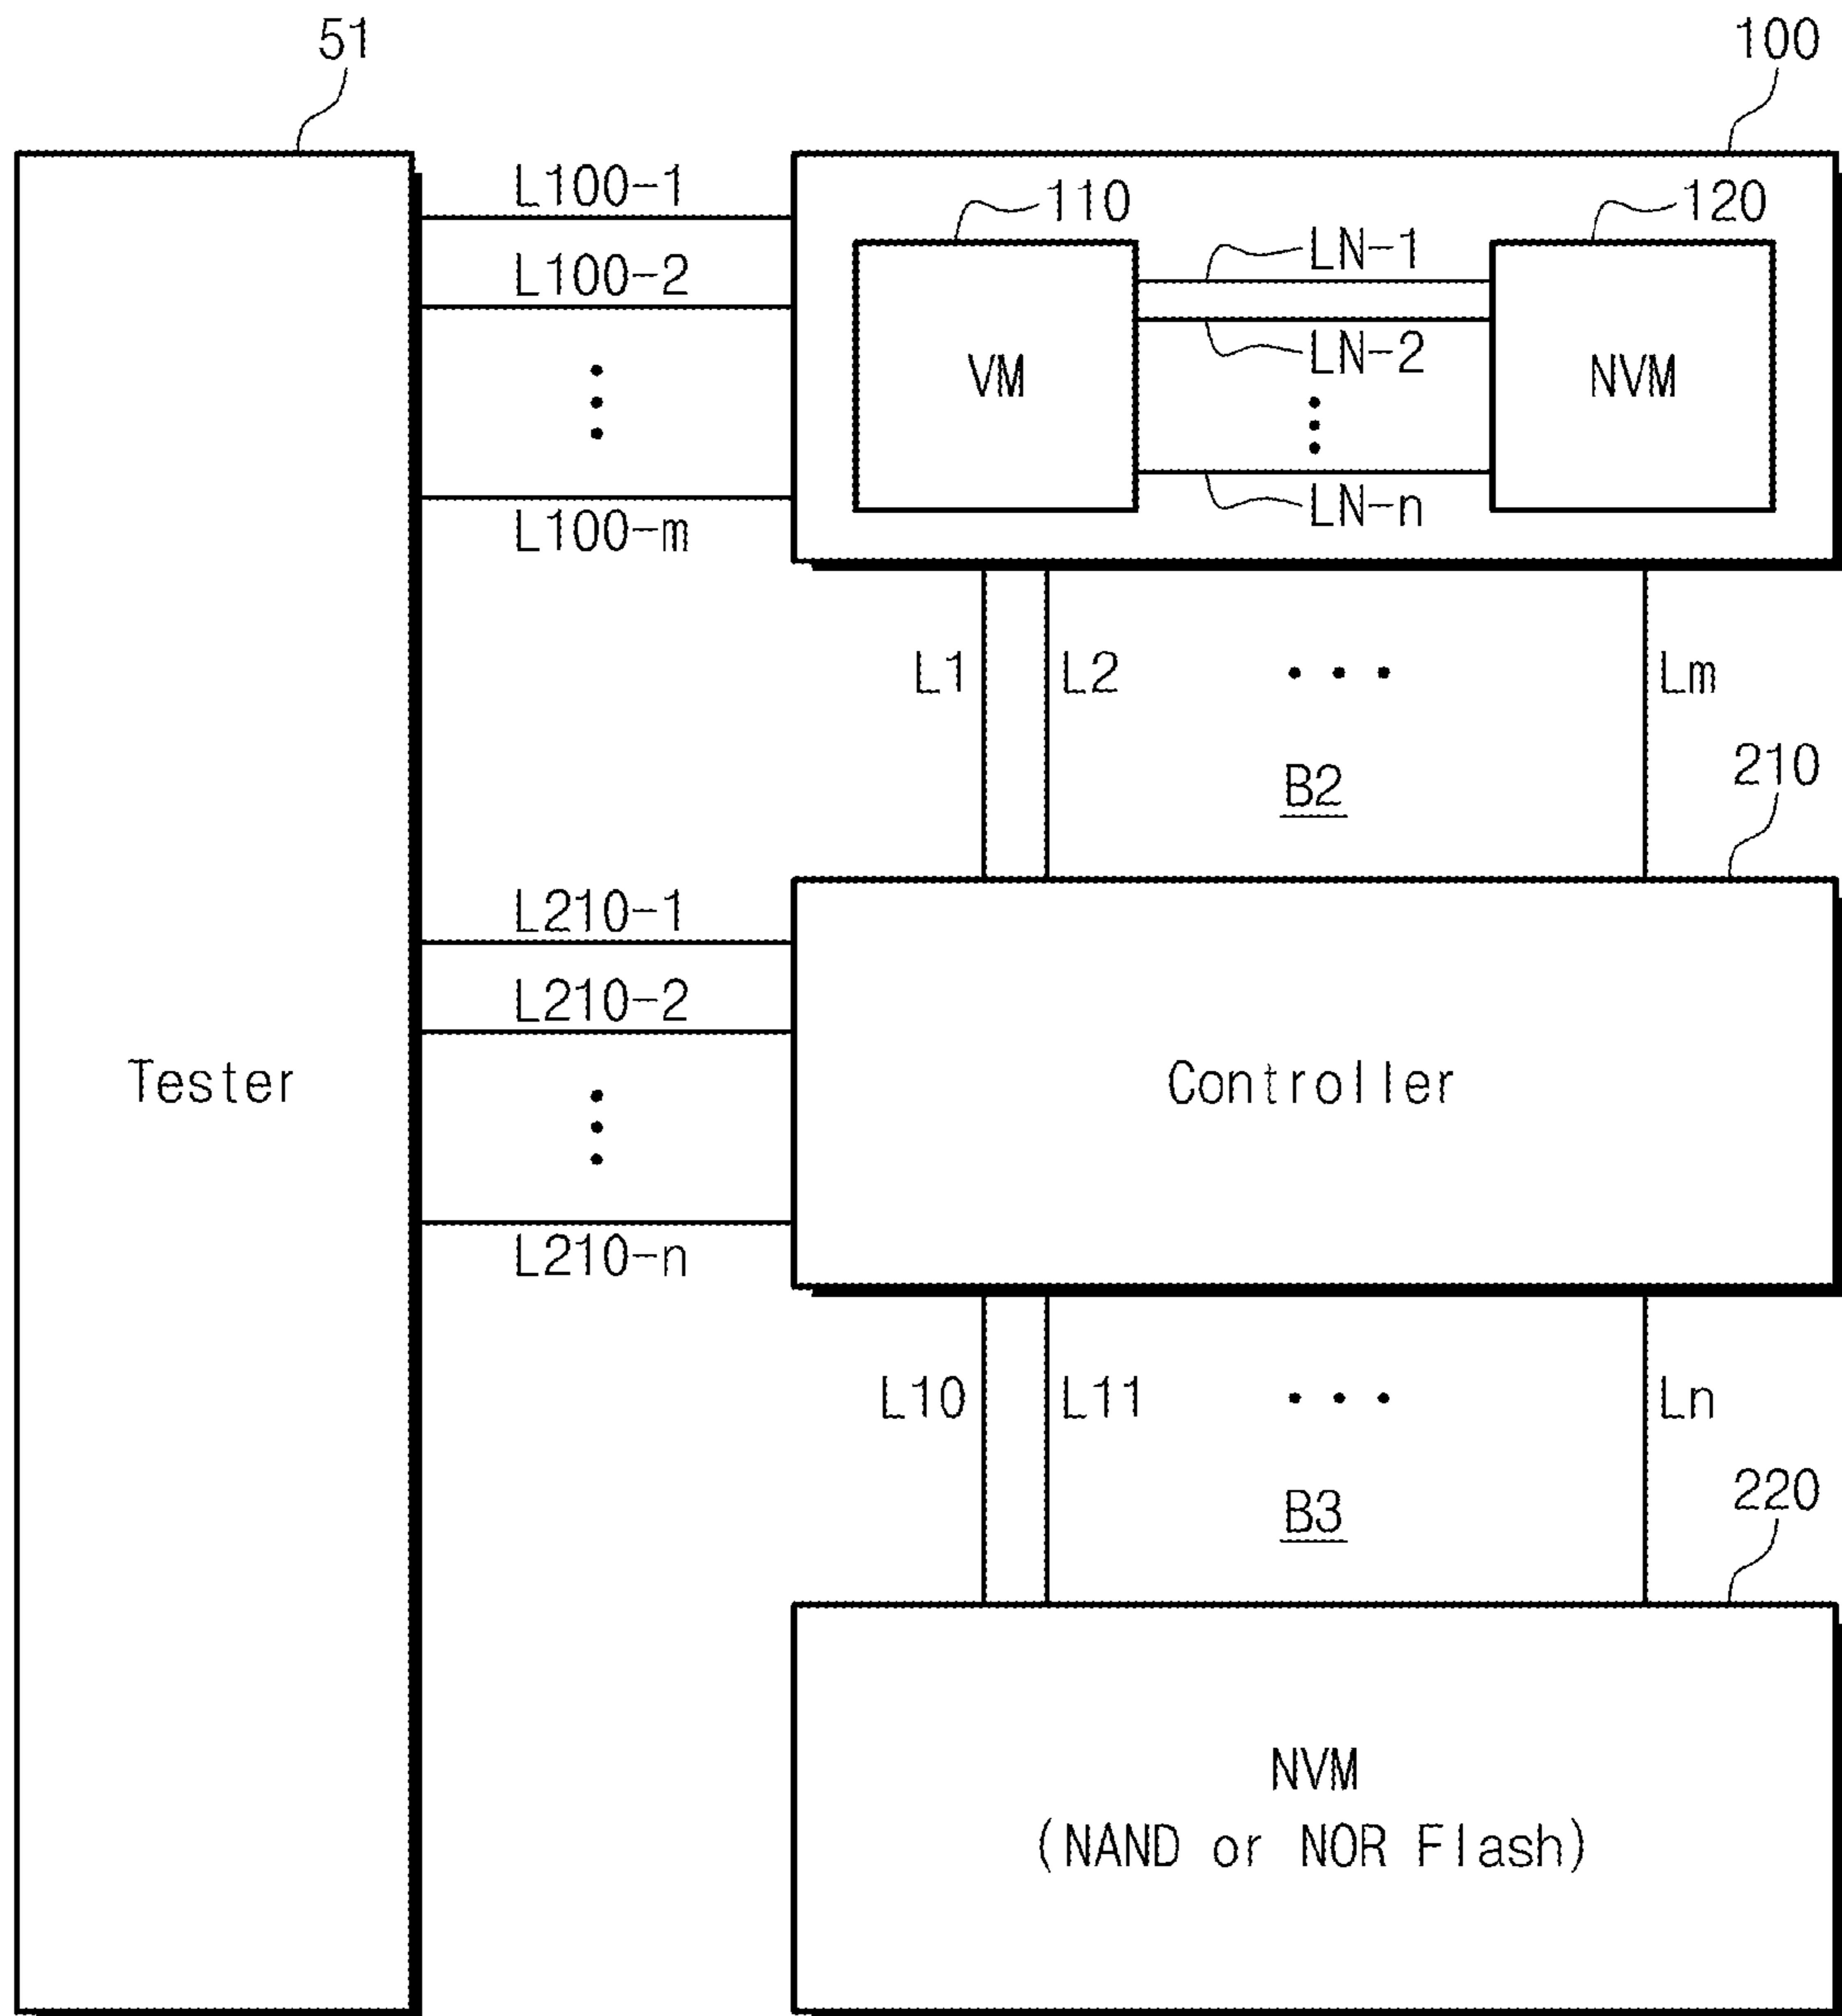 51
100
L100-1
110
120
LN-1
L100-2
LN-2
VM
NVM
LN-n
L100-m
L1
L2
Lm
B2
210
L210-1
L210-2
Tester
Controller
L210-n
L10
L11
Ln
B3
220
NVM
(NAND or NOR Flash)